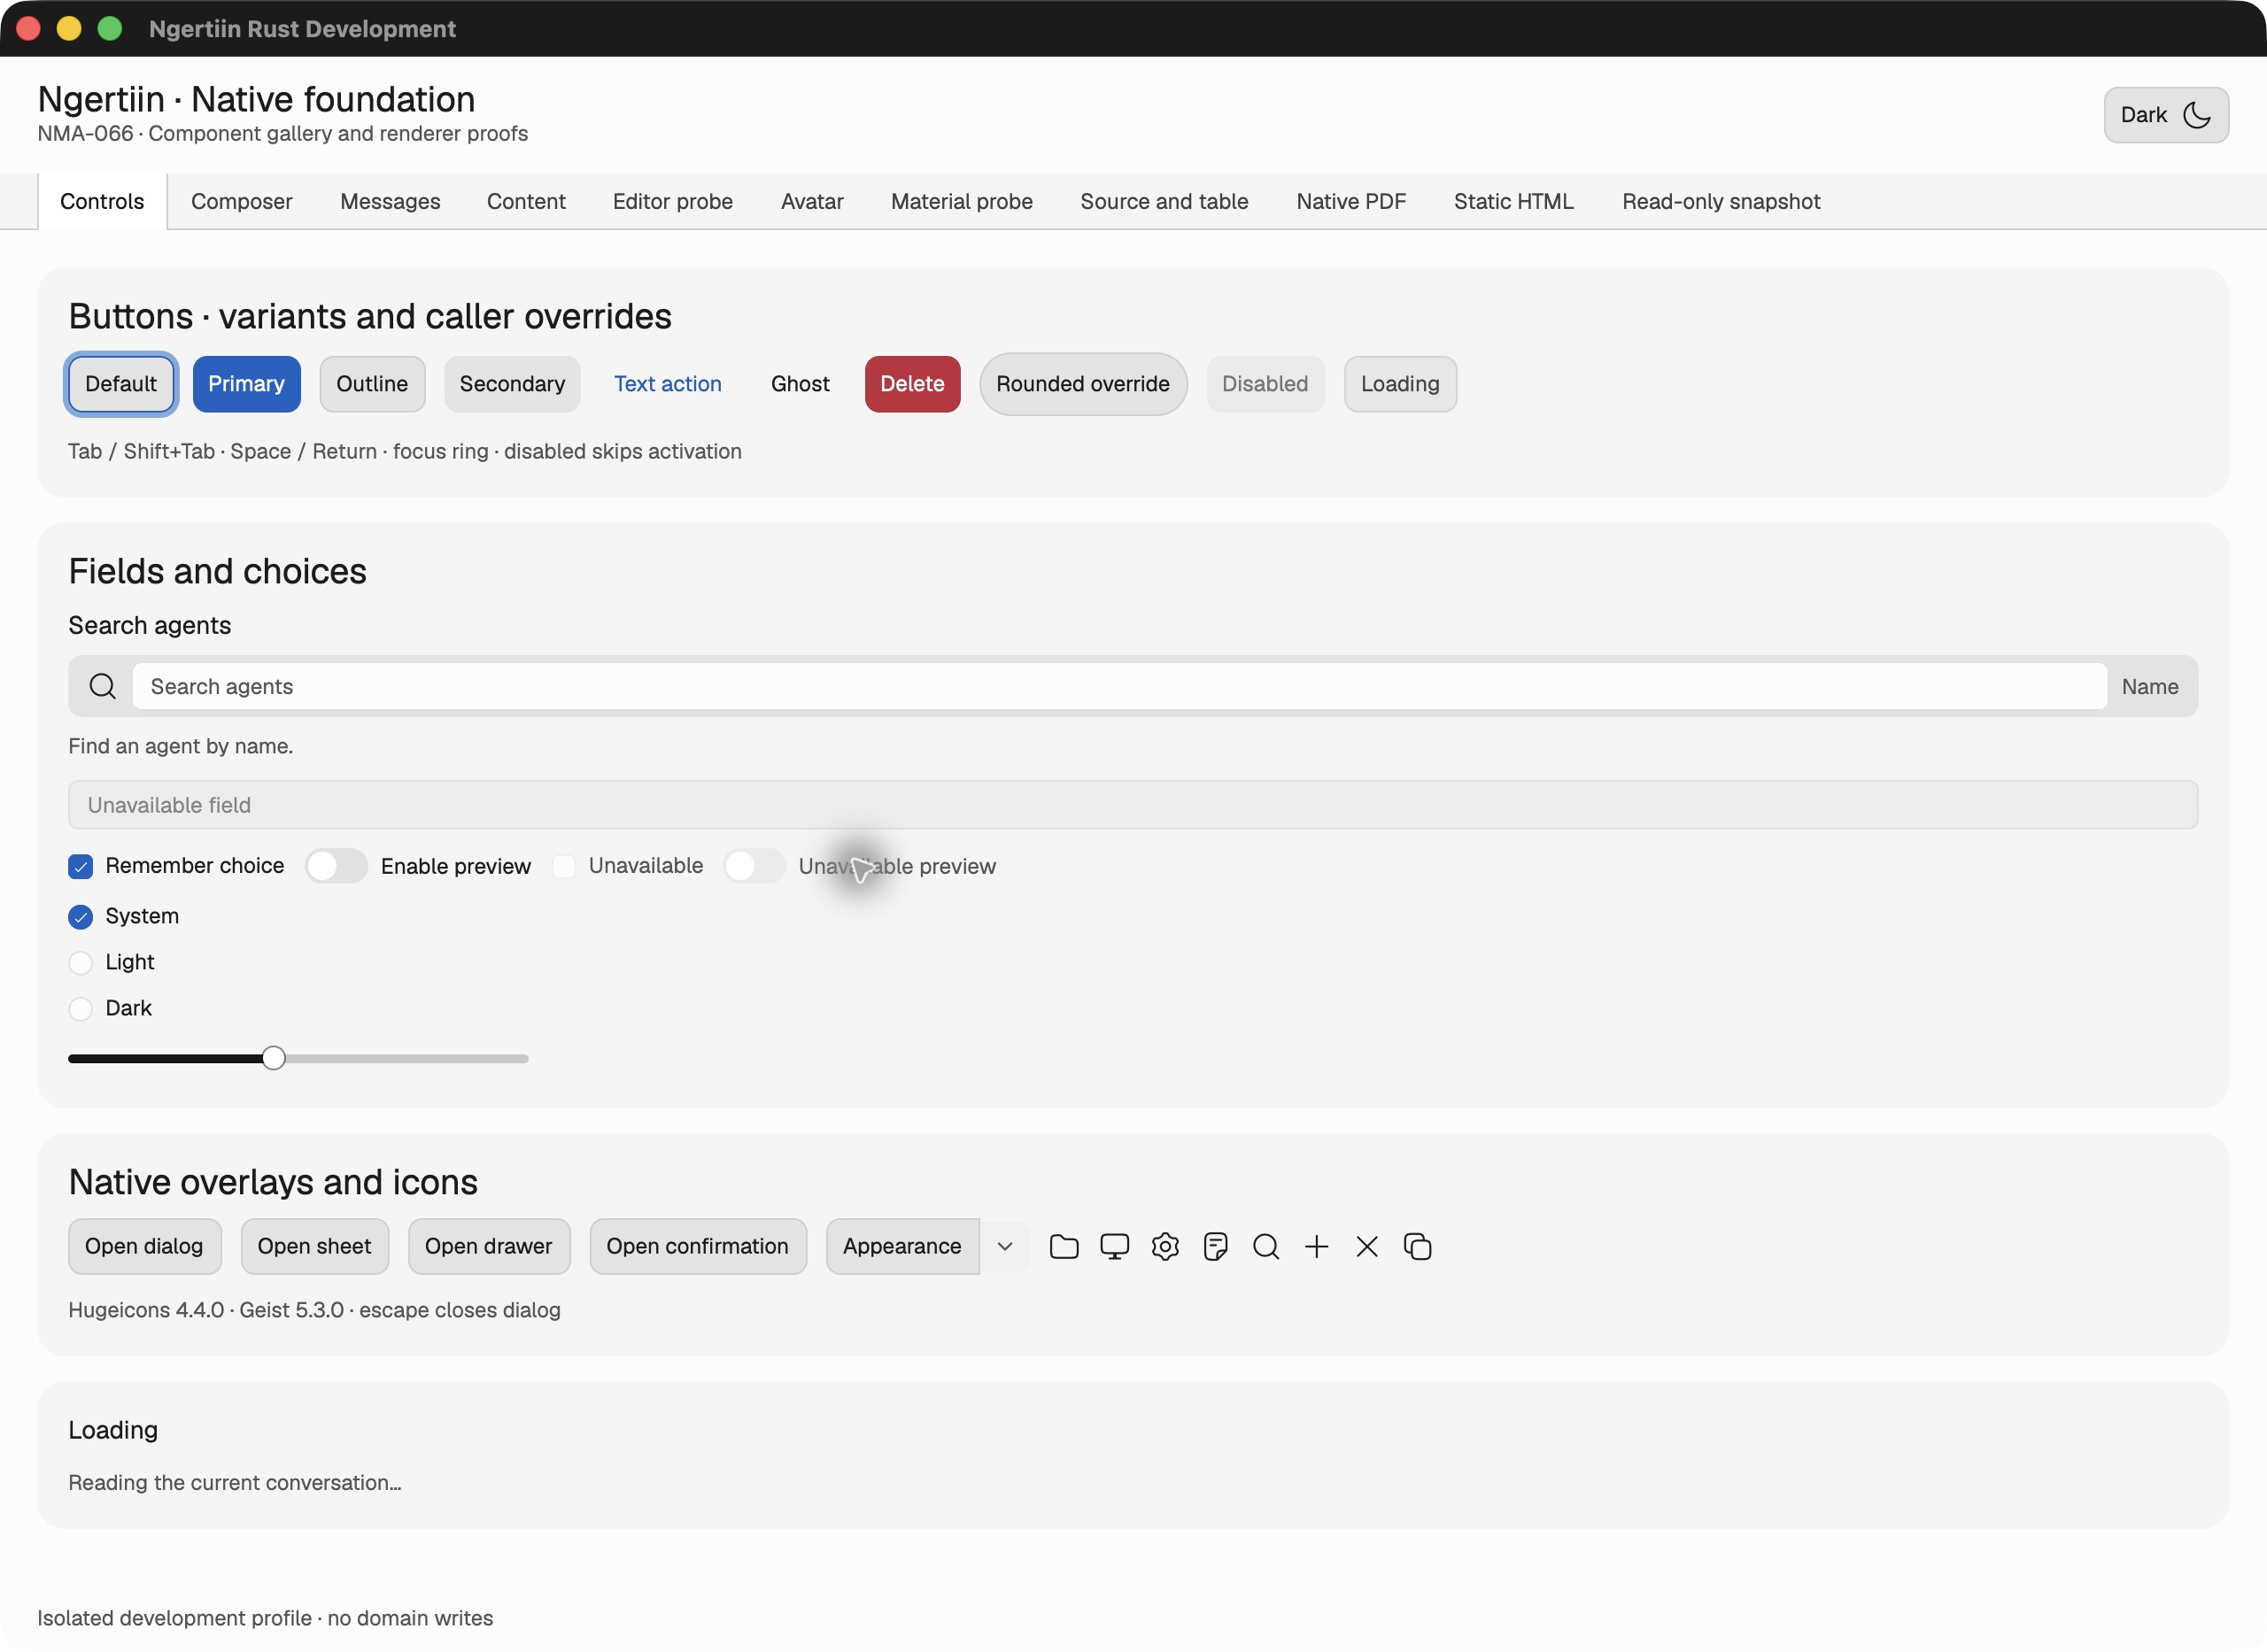 Ngertiin Rust Development
Ngertiin · Native foundation
NMA-066 · Component gallery and renderer proofs
Dark
Controls Composer Messages Content Editor probe Avatar Material probe Source and table Native PDF Static HTML Read-only snapshot
Buttons · variants and caller overrides
Default Primary Outline Secondary Text action Ghost Delete Rounded override Disabled Loading
Tab / Shift+Tab · Space / Return · focus ring · disabled skips activation
Fields and choices
Search agents
Search agents Name
Find an agent by name.
Unavailable field
Remember choice Enable preview Unavailable Unavailable preview
System
Light
Dark
Native overlays and icons
Open dialog Open sheet Open drawer Open confirmation Appearance
Hugeicons 4.4.0 · Geist 5.3.0 · escape closes dialog
Loading
Reading the current conversation…
Isolated development profile · no domain writes